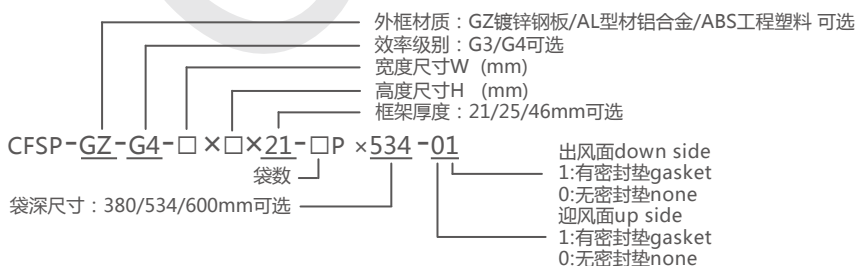 外框材质：GZ镀锌钢板/AL型材铝合金/ABS工程塑料 可选
效率级别：G3/G4可选
宽度尺寸W (mm)
高度尺寸H (mm)
框架厚度：21/25/46mm可选
CFSP-GZ-G4-□×□×21-□P×534-01
袋数
袋深尺寸：380/534/600mm可选
出风面down side
1:有密封垫gasket
0:无密封垫none
迎风面up side
1:有密封垫gasket
0:无密封垫none